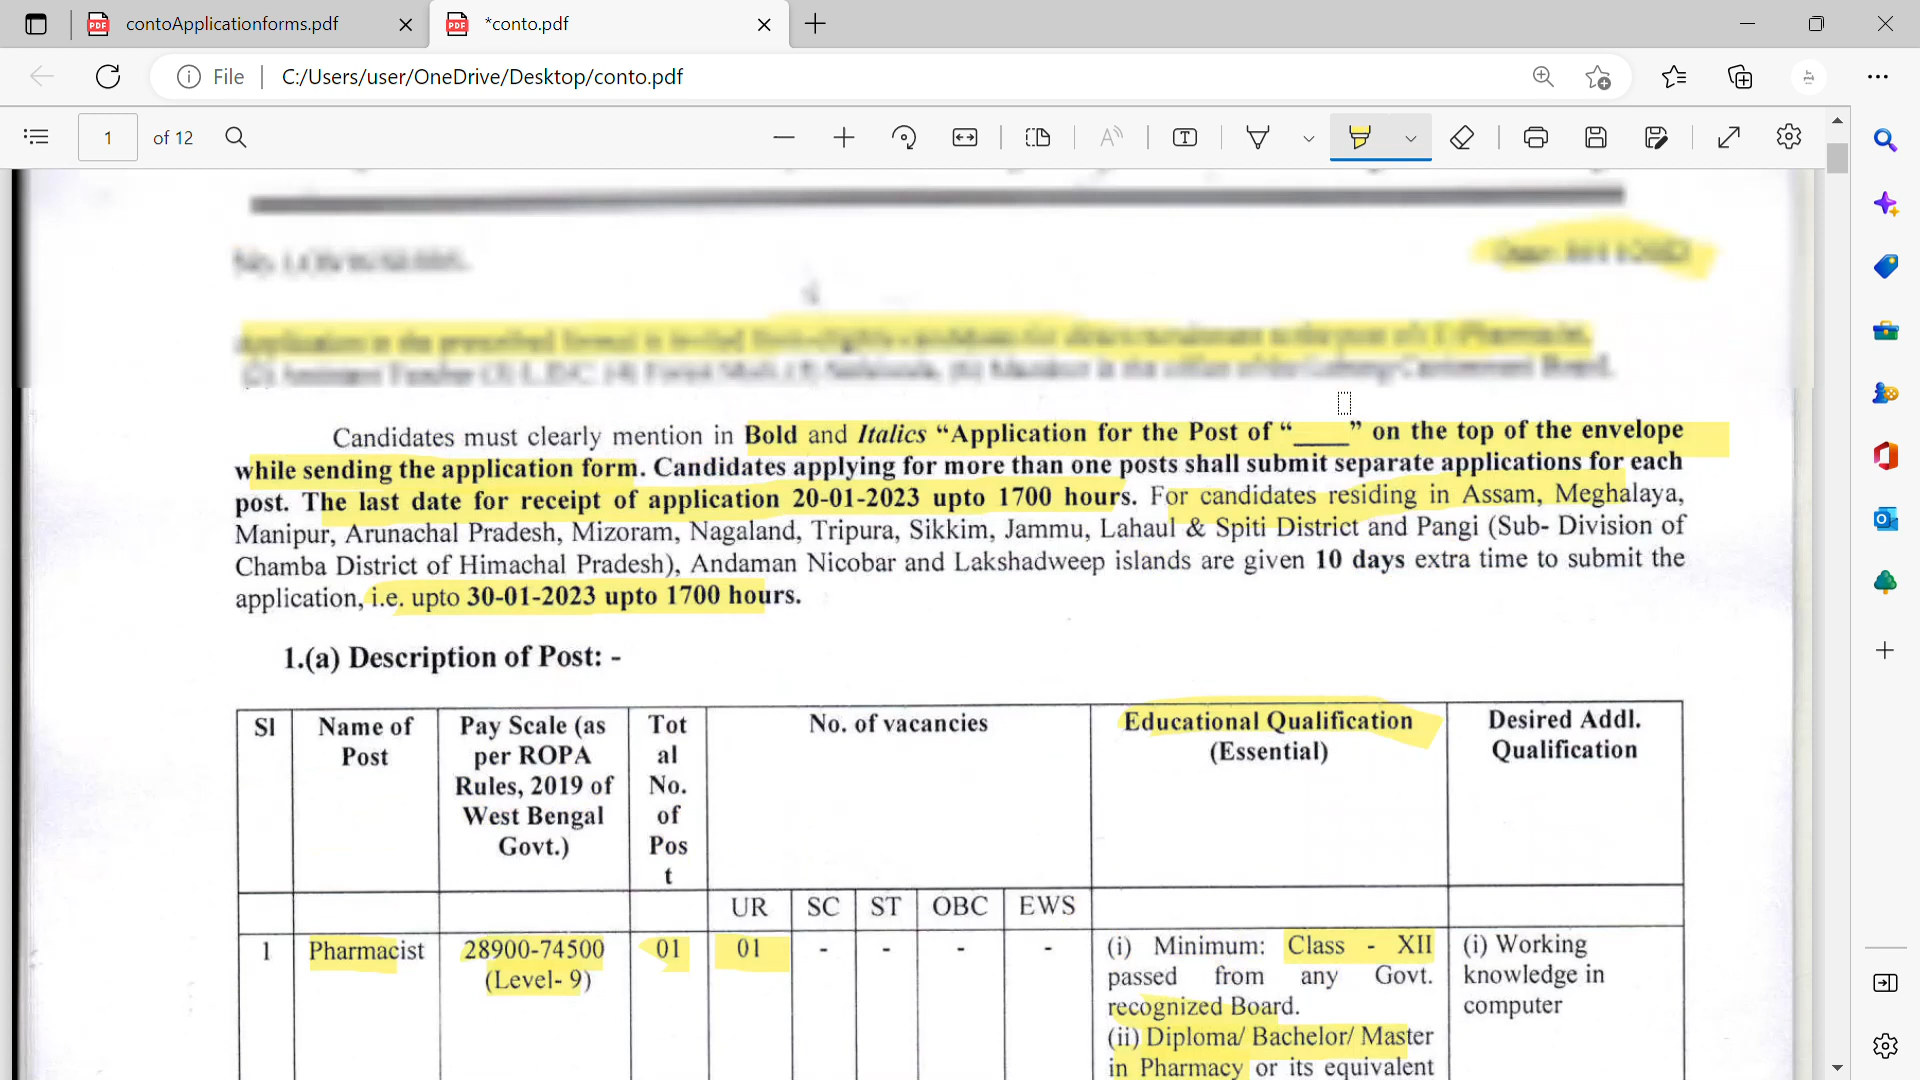 contoApplicationforms.pdf
*conto.pdf
File
C:/Users/user/OneDrive/Desktop/conto.pdf
1 of 12
Candidates must clearly mention in Bold and Italics “Application for the Post of “____” on the top of the envelope
while sending the application form. Candidates applying for more than one posts shall submit separate applications for each
post. The last date for receipt of application 20-01-2023 upto 1700 hours. For candidates residing in Assam, Meghalaya,
Manipur, Arunachal Pradesh, Mizoram, Nagaland, Tripura, Sikkim, Jammu, Lahaul & Spiti District and Pangi (Sub- Division of
Chamba District of Himachal Pradesh), Andaman Nicobar and Lakshadweep islands are given 10 days extra time to submit the
application, i.e. upto 30-01-2023 upto 1700 hours.
1.(a) Description of Post: -
Sl
Name of
Post
Pay Scale (as
per ROPA
Rules, 2019 of
West Bengal
Govt.)
Tot
al
No.
of
Pos
t
No. of vacancies
Educational Qualification
(Essential)
Desired Addl.
Qualification
UR SC ST OBC EWS
1
Pharmacist
28900-74500
(Level- 9)
01
01
-
-
-
-
(i) Minimum: Class - XII
passed from any Govt.
recognized Board.
(ii) Diploma/ Bachelor/ Master
in Pharmacy or its equivalent
(i) Working
knowledge in
computer